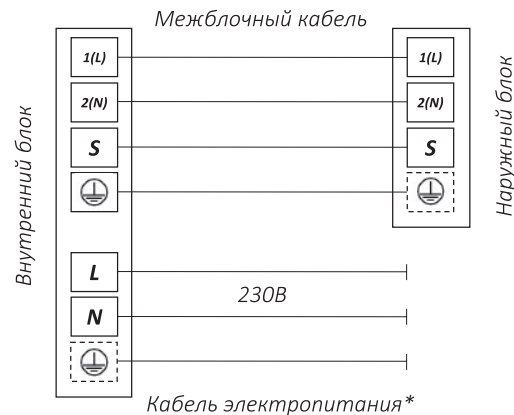 Межблочный кабель
1(L)
1(L)
2(N)
2(N)
S
S
Внутренний блок
Наружный блок
L
230В
N
Кабель электропитания*